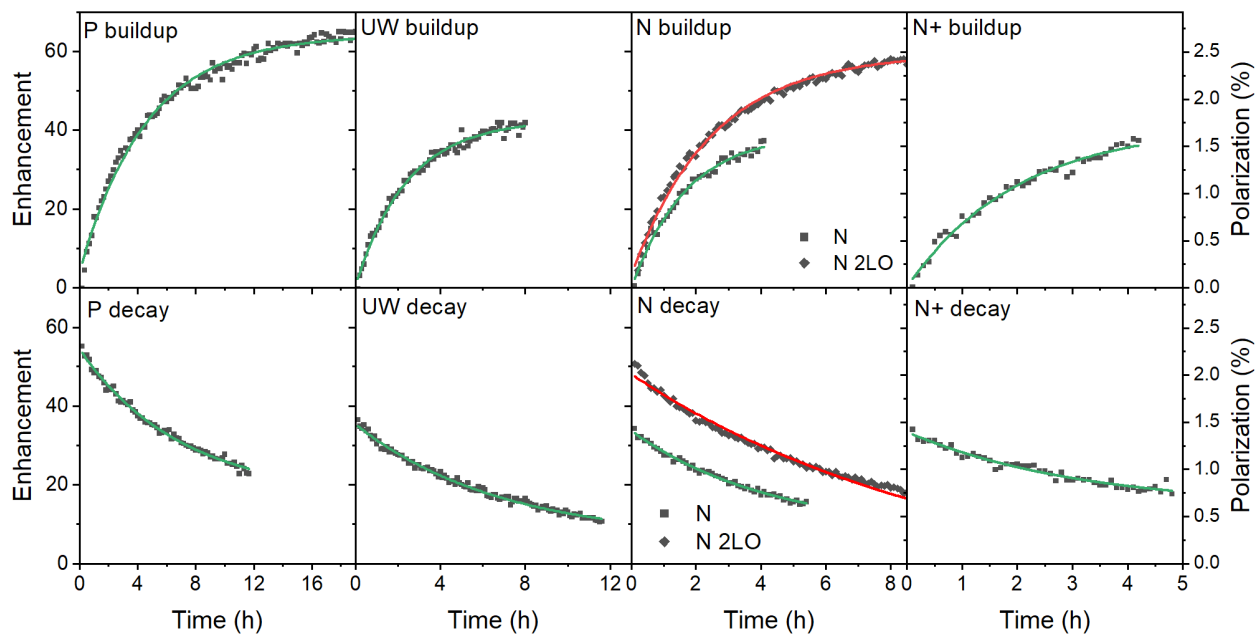 P buildup
UW buildup
N buildup
N+ buildup
Enhancement
60
40
20
0
N
N 2LO
2.5
2.0
1.5
1.0
0.5
0.0
Polarization (%)
P decay
UW decay
N decay
N+ decay
Enhancement
60
40
20
0
N
N 2LO
2.5
2.0
1.5
1.0
0.5
0.0
Polarization (%)
0 4 8 12 16 0 4 8 12 0 2 4 6 8 0 1 2 3 4 5
Time (h) Time (h) Time (h) Time (h)